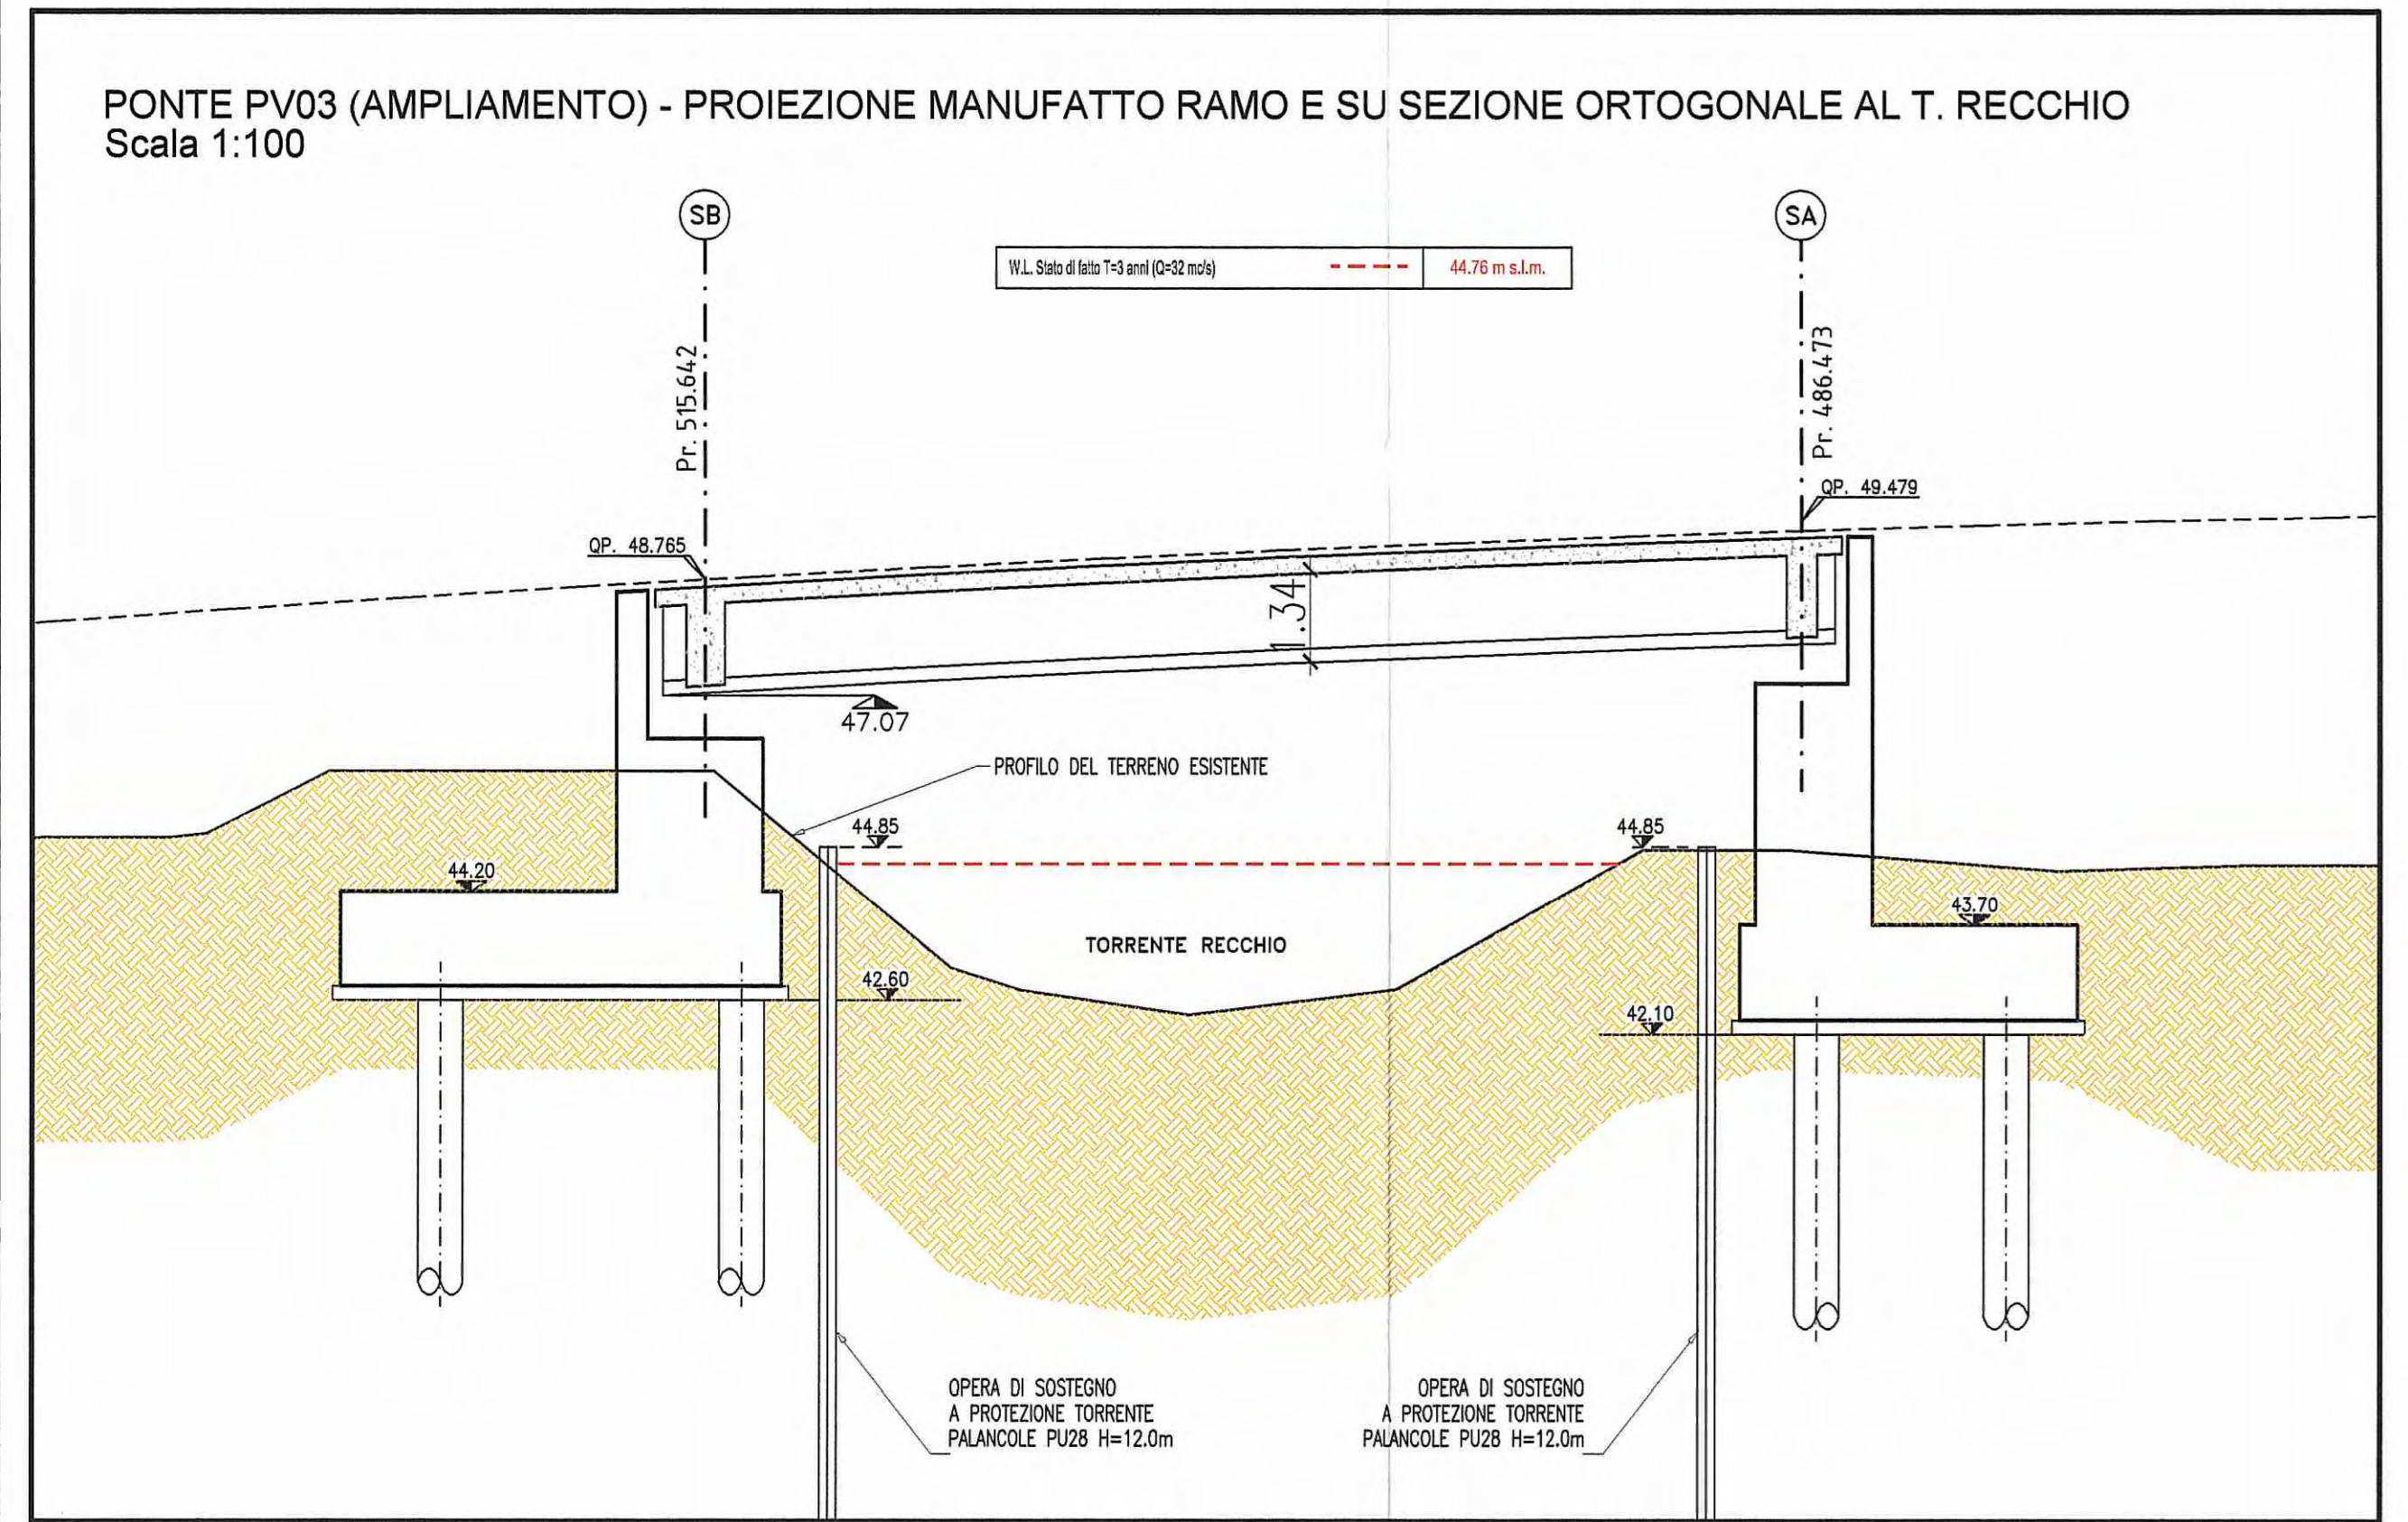 PONTE PV03 (AMPLIAMENTO) - PROIEZIONE MANUFATTO RAMO E SU SEZIONE ORTOGONALE AL T. RECCHIO
Scala 1:100
SB
SA
W.L. Stato di fatto T=3 anni (Q=32 mc/s)
44.76 m s.l.m.
Pr. 515.642
Pr. 486.473
QP. 49.479
QP. 48.765
1.34
47.07
PROFILO DEL TERRENO ESISTENTE
44.85
44.85
44.20
43.70
TORRENTE RECCHIO
42.60
42.10
OPERA DI SOSTEGNO
A PROTEZIONE TORRENTE
PALANCOLE PU28 H=12.0m
OPERA DI SOSTEGNO
A PROTEZIONE TORRENTE
PALANCOLE PU28 H=12.0m